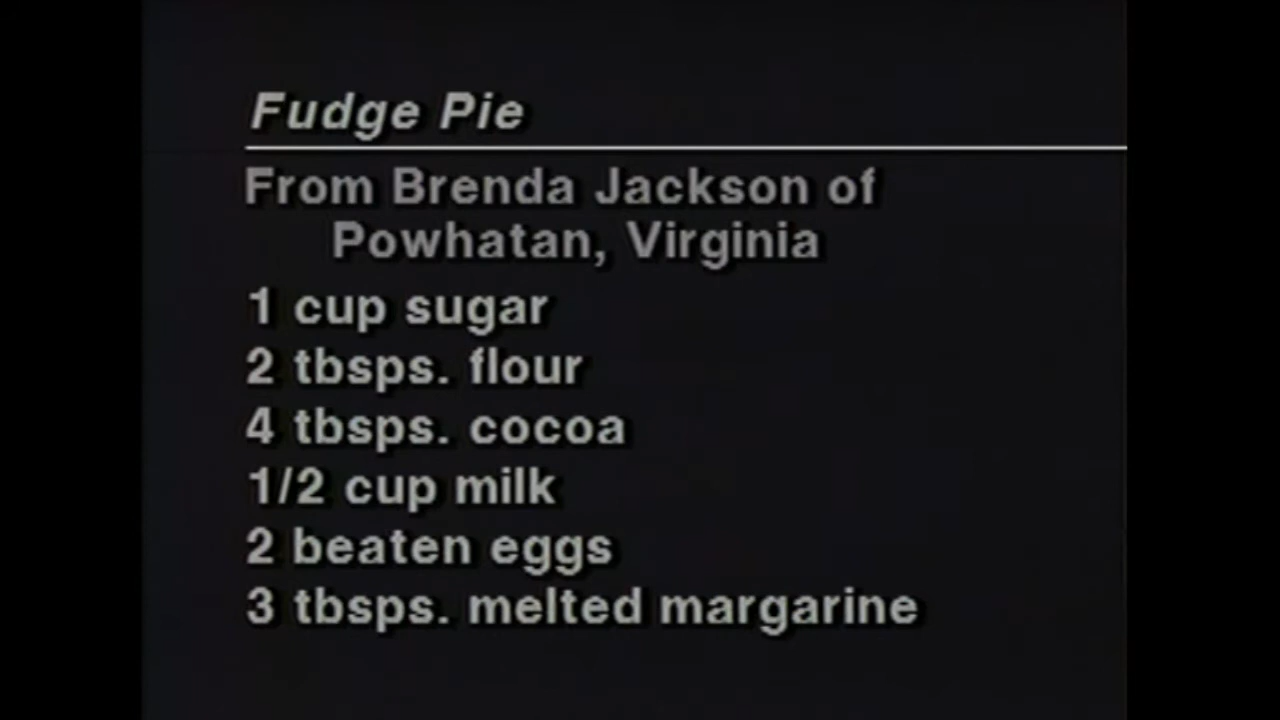 Fudge Pie
From Brenda Jackson of
Powhatan, Virginia
1 cup sugar
2 tbsps. flour
4 tbsps. cocoa
1/2 cup milk
2 beaten eggs
3 tbsps. melted margarine